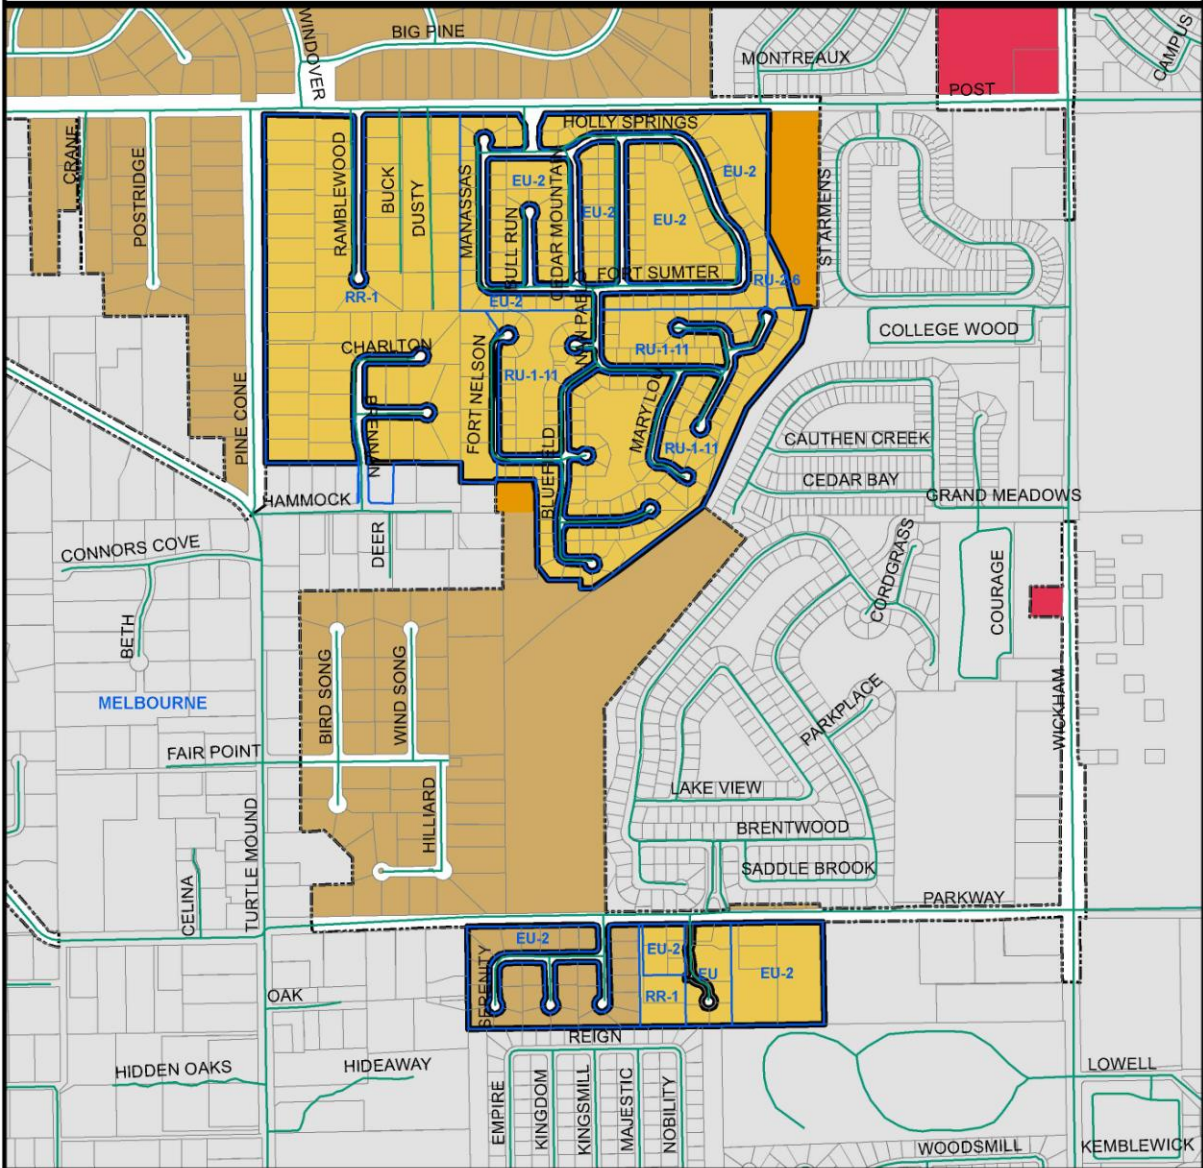 BIG PINE
WINDOVER
MONTREAUX
CAMPUS
POST
HOLLY SPRINGS
CRANE
POSTRIDGE
RAMBLEWOOD
BUCK
DUSTY
MANASSAS
EU-2
BULL RUN
CEDAR MOUNTAIN
EU-2
EU-2
EU-2
ST ARMENS
FORT SUMTER
RU-2-6
RR-1
EU-2
COLLEGE WOOD
CHARLTON
RU-1-11
RU-1-11
FORT NELSON
BRENNAN
MARY LOU
CAUTHEN CREEK
PINE CONE
RU-1-11
CEDAR BAY
BLUEFIELD
GRAND MEADOWS
HAMMOCK
CONNORS COVE
DEER
CORDGRASS
COURAGE
BETH
MELBOURNE
BIRD SONG
WIND SONG
PARKPLACE
WICKHAM
FAIR POINT
LAKE VIEW
HILLIARD
BRENTWOOD
TURTLE MOUND
SADDLE BROOK
CELINA
PARKWAY
EU-2
EU-2
EU
EU-2
SERENITY
RR-1
OAK
REIGN
HIDDEN OAKS
HIDEAWAY
LOWELL
EMPIRE
KINGDOM
KINGSMILL
MAJESTIC
NOBILITY
WOODSMILL
KEMBLEWICK